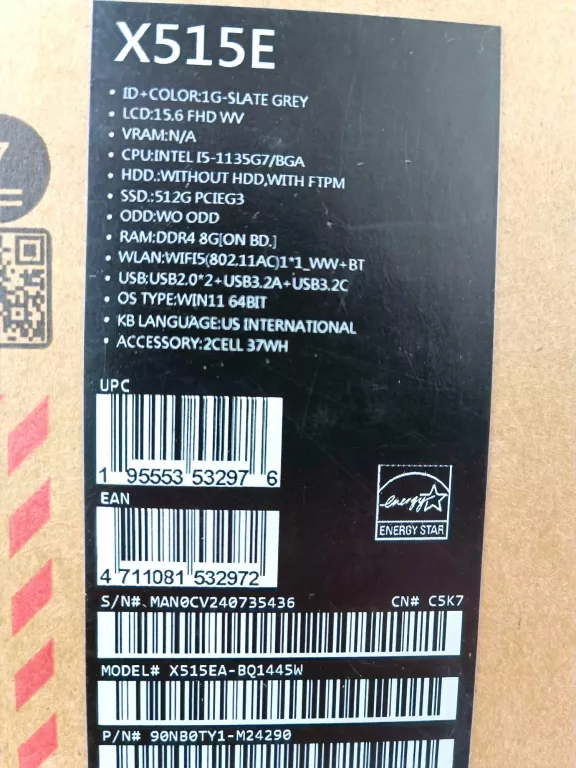 X515E
• ID+COLOR:1G-SLATE GREY
• LCD:15.6 FHD WV
• VRAM:N/A
• CPU:INTEL I5-1135G7/BGA
• HDD.:WITHOUT HDD,WITH FTPM
• SSD.:512G PCIEG3
• ODD:WO ODD
• RAM:DDR4 8G[ON BD.]
• WLAN:WIFI5(802.11AC)1*1_WW+BT
• USB:USB2.0*2+USB3.2A+USB3.2C
• OS TYPE:WIN11 64BIT
• KB LANGUAGE:US INTERNATIONAL
• ACCESSORY:2CELL 37WH
UPC
1 95553 53297 6
EAN
4 711081 532972
energy
ENERGY STAR
S/N#. MAN0CV240735436 CN# C5K7
MODEL# X515EA-BQ1445W
P/N# 90NB0TY1-M24290